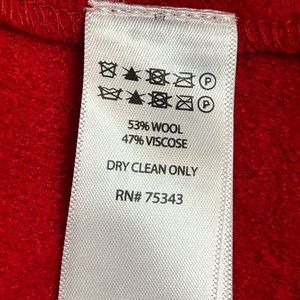 P
P
53% WOOL
47% VISCOSE
DRY CLEAN ONLY
RN# 75343